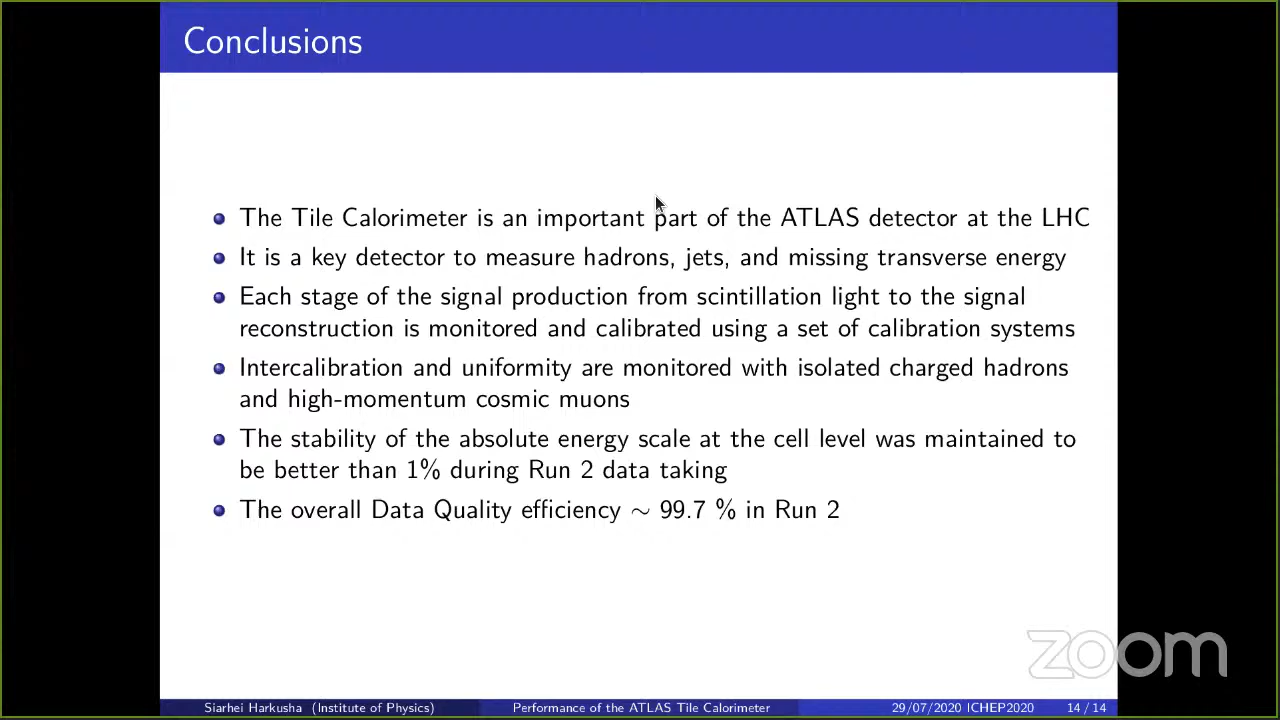 Conclusions
The Tile Calorimeter is an important part of the ATLAS detector at the LHC
It is a key detector to measure hadrons, jets, and missing transverse energy
Each stage of the signal production from scintillation light to the signal
reconstruction is monitored and calibrated using a set of calibration systems
Intercalibration and uniformity are monitored with isolated charged hadrons
and high-momentum cosmic muons
The stability of the absolute energy scale at the cell level was maintained to
be better than 1% during Run 2 data taking
The overall Data Quality efficiency ∼ 99.7 % in Run 2
zoom
Siarhei Harkusha (Institute of Physics) Performance of the ATLAS Tile Calorimeter 29/07/2020 ICHEP2020 14 / 14